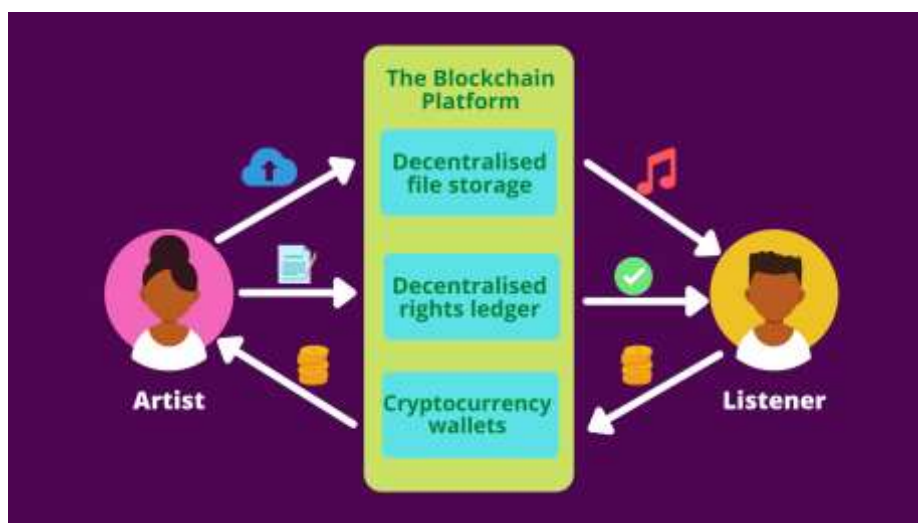 The Blockchain
Platform
Decentralised
file storage
Decentralised
rights ledger
Artist
Listener
Cryptocurrency
wallets